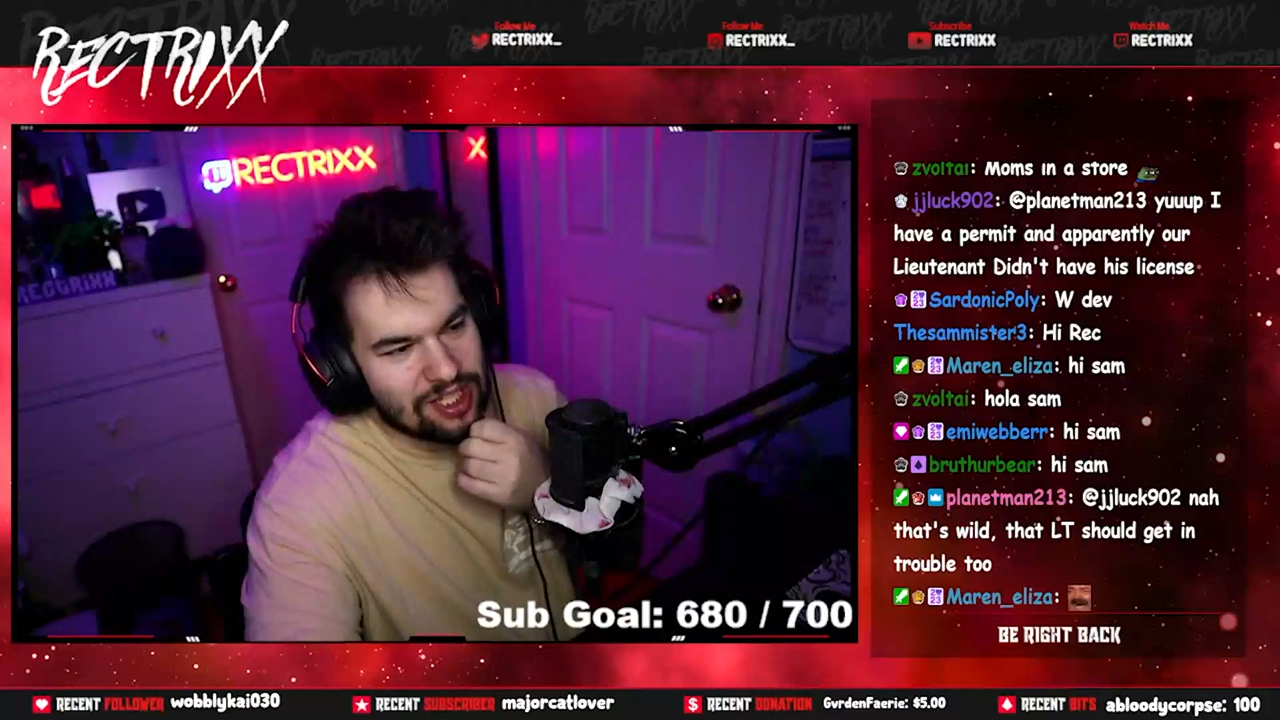 RECTRIXX
Follow Me
RECTRIXX_
Follow Me
RECTRIXX_
Subscribe
RECTRIXX
Watch Me
RECTRIXX
RECTRIXX
X
RECTRIXX
zvoltai: Moms in a store
jjluck902: @planetman213 yuuup I
have a permit and apparently our
Lieutenant Didn't have his license
SardonicPoly: W dev
Thesammister3: Hi Rec
Maren_eliza: hi sam
zvoltai: hola sam
emiwebberr: hi sam
bruthurbear: hi sam
planetman213: @jjluck902 nah
that's wild, that LT should get in
trouble too
Maren_eliza:
BE RIGHT BACK
Sub Goal: 680 / 700
RECENT FOLLOWER wobblykai030
RECENT SUBSCRIBER majorcatlover
RECENT DONATION GvrdenFaerie: $5.00
RECENT BITS abloodycorpse: 100